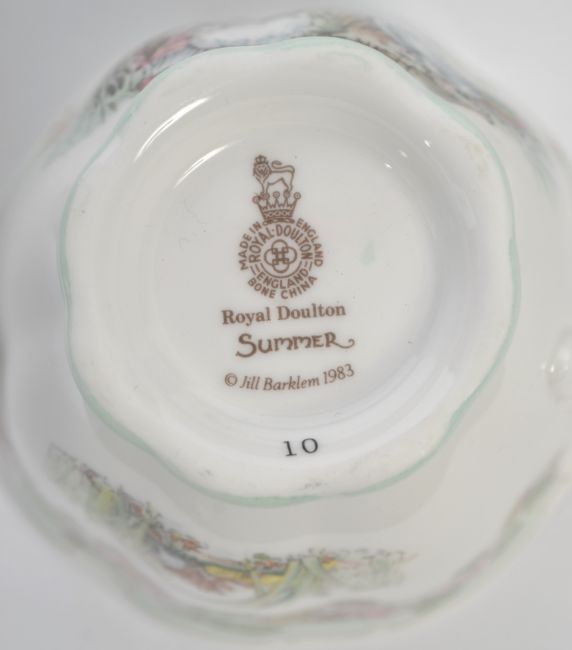 MADE IN ENGLAND
ROYAL·DOULTON
ENGLAND
BONE CHINA
Royal Doulton
SUMMER
© Jill Barklem 1983
10